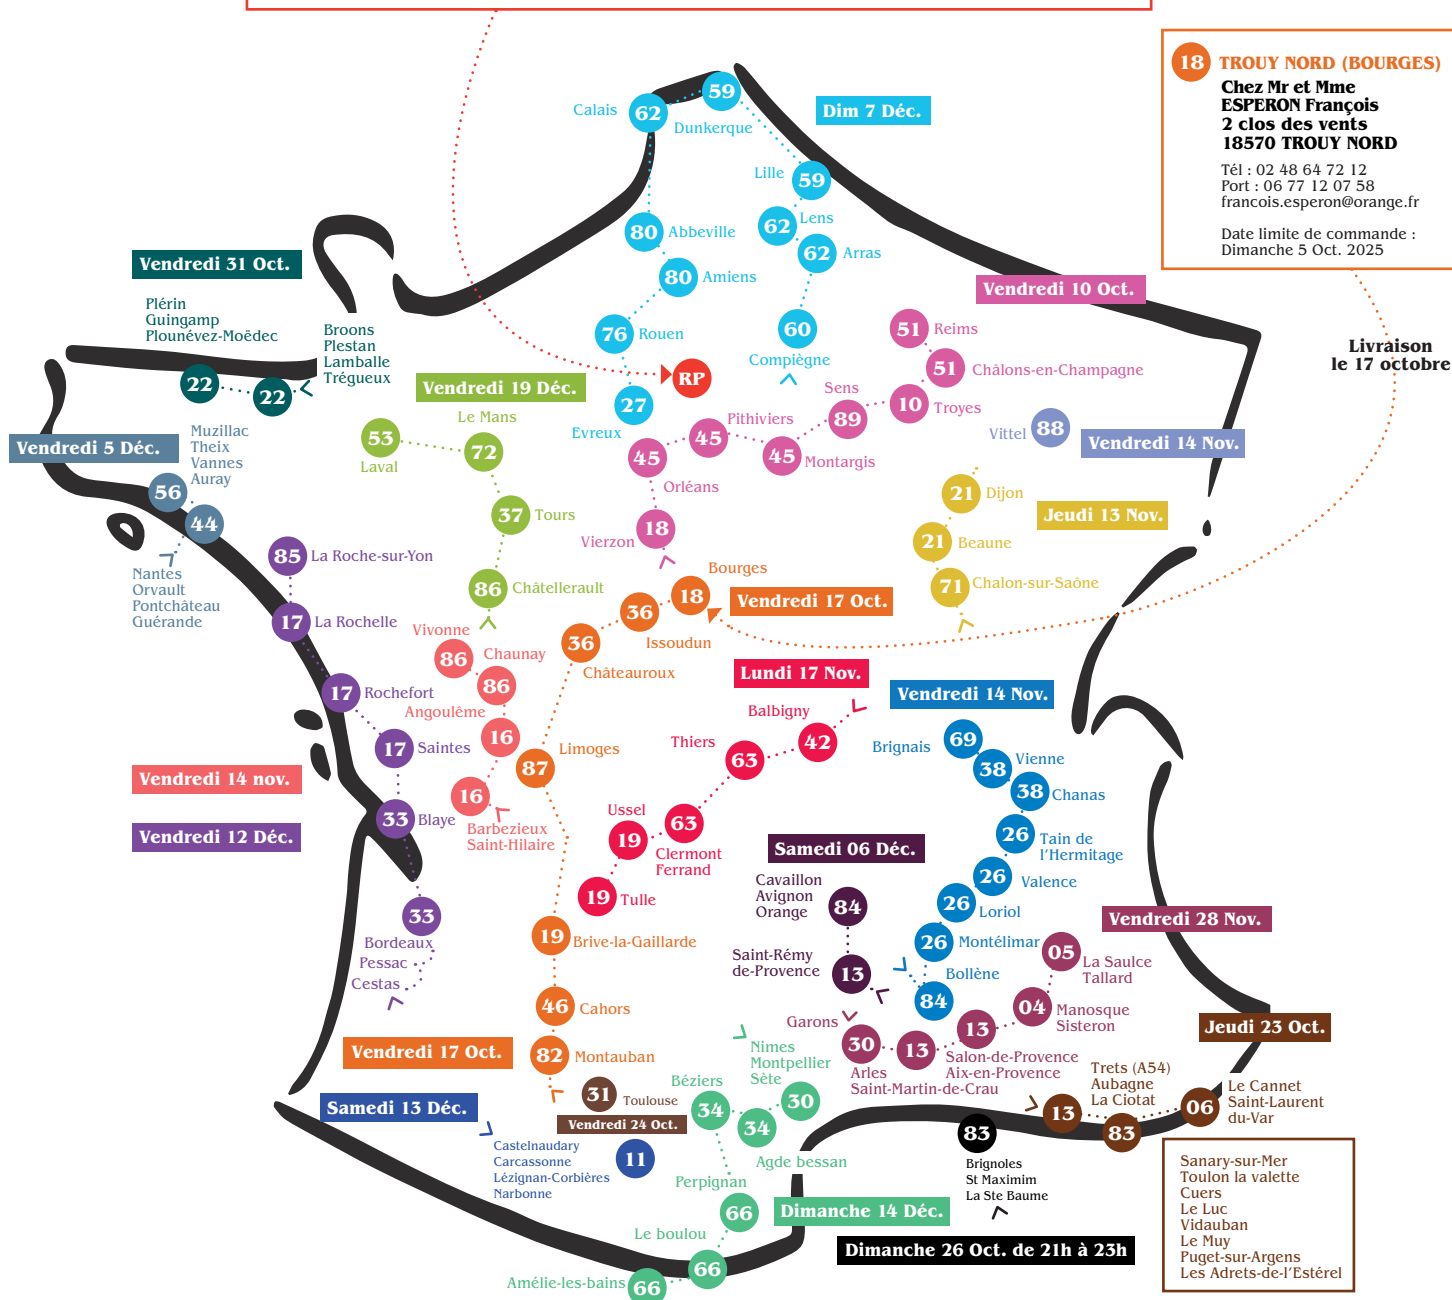 18 TROUY NORD (BOURGES)
Chez Mr et Mme
ESPERON François
2 clos des vents
18570 TROUY NORD
Tél : 02 48 64 72 12
Port : 06 77 12 07 58
francois.esperon@orange.fr
Date limite de commande :
Dimanche 5 Oct. 2025
Livraison
le 17 octobre
Dim 7 Déc.
59
Dunkerque
Calais
62
Lille
59
62
Lens
62
Arras
80
Abbeville
80
Amiens
76
Rouen
60
Compiègne
27
Evreux
RP
Vendredi 31 Oct.
Plérin
Guingamp
Plounévez-Moëdec
22
22
Broons
Plestan
Lamballe
Trégueux
Vendredi 10 Oct.
51
Reims
51
Châlons-en-Champagne
10
Troyes
Sens
89
Pithiviers
45
45
Montargis
45
Orléans
Vierzon
18
Vendredi 19 Déc.
Le Mans
53
Laval
72
37
Tours
86
Châtellerault
Vittel
88
Vendredi 14 Nov.
Vendredi 5 Déc.
Muzillac
Theix
Vannes
Auray
56
44
Nantes
Orvault
Pontchâteau
Guérande
21
Dijon
Jeudi 13 Nov.
21
Beaune
71
Chalon-sur-Saône
85
La Roche-sur-Yon
17
La Rochelle
17
Rochefort
17
Saintes
33
Blaye
33
Bordeaux
Pessac
Cestas
Vendredi 12 Déc.
Vivonne
86
Chaunay
86
Angoulême
16
16
Barbezieux
Saint-Hilaire
Vendredi 14 nov.
Bourges
18
Vendredi 17 Oct.
36
Issoudun
36
Châteauroux
Limoges
87
19
Brive-la-Gaillarde
46
Cahors
82
Montauban
Vendredi 17 Oct.
Lundi 17 Nov.
Balbigny
42
Thiers
63
63
Clermont
Ferrand
Ussel
19
19
Tulle
Vendredi 14 Nov.
Brignais
69
38
Vienne
38
Chanas
26
Tain de
l'Hermitage
26
Valence
26
Loriol
26
Montélimar
Bollène
84
Samedi 06 Déc.
Cavaillon
Avignon
Orange
84
Saint-Rémy
de-Provence
13
Vendredi 28 Nov.
05
La Saulce
Tallard
04
Manosque
Sisteron
13
Salon-de-Provence
Aix-en-Provence
13
Garons
30
Arles
Saint-Martin-de-Crau
Jeudi 23 Oct.
Trets (A54)
Aubagne
La Ciotat
13
83
06
Le Cannet
Saint-Laurent
du-Var
Sanary-sur-Mer
Toulon la valette
Cuers
Le Luc
Vidauban
Le Muy
Puget-sur-Argens
Les Adrets-de-l'Estérel
31
Toulouse
Vendredi 24 Oct.
Samedi 13 Déc.
Castelnaudary
Carcassonne
Lézignan-Corbières
Narbonne
11
Nimes
Montpellier
Sète
30
Béziers
34
34
Agde bessan
Perpignan
66
Le boulou
66
Amélie-les-bains
66
Dimanche 14 Déc.
83
Brignoles
St Maximim
La Ste Baume
Dimanche 26 Oct. de 21h à 23h